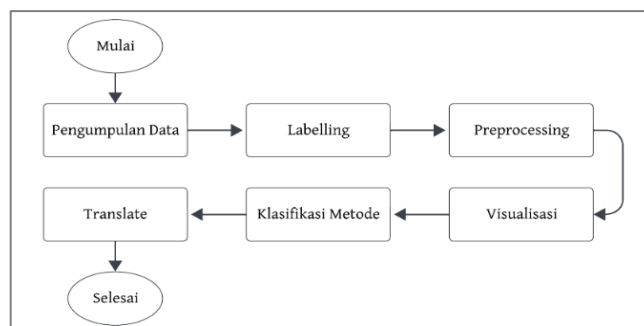 Mulai
Pengumpulan Data
Labelling
Preprocessing
Visualisasi
Klasifikasi Metode
Translate
Selesai